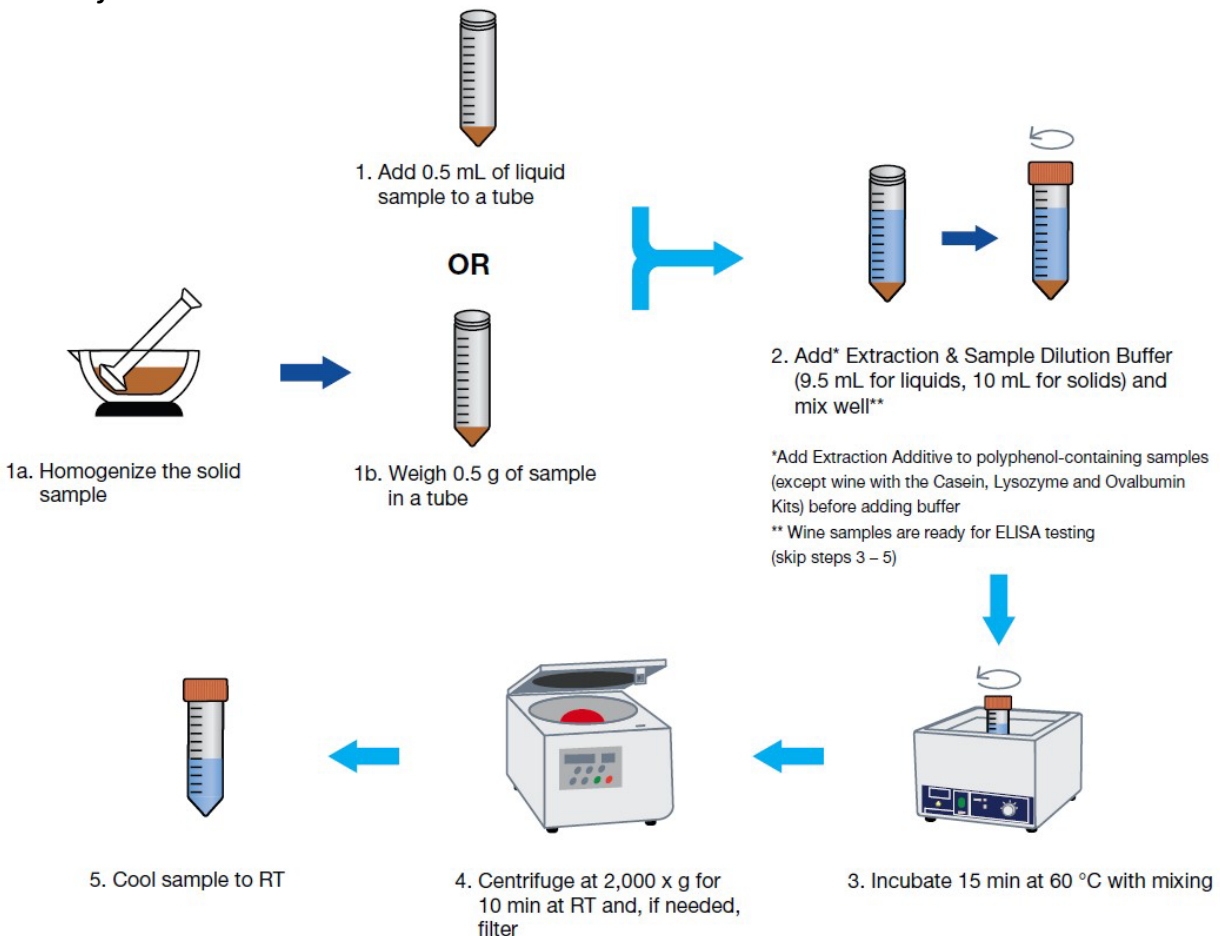 1. Add 0.5 mL of liquid
sample to a tube
OR
1a. Homogenize the solid
sample
1b. Weigh 0.5 g of sample
in a tube
2. Add* Extraction & Sample Dilution Buffer
(9.5 mL for liquids, 10 mL for solids) and
mix well**
*Add Extraction Additive to polyphenol-containing samples
(except wine with the Casein, Lysozyme and Ovalbumin
Kits) before adding buffer
** Wine samples are ready for ELISA testing
(skip steps 3 – 5)
3. Incubate 15 min at 60 °C with mixing
4. Centrifuge at 2,000 x g for
10 min at RT and, if needed,
filter
5. Cool sample to RT